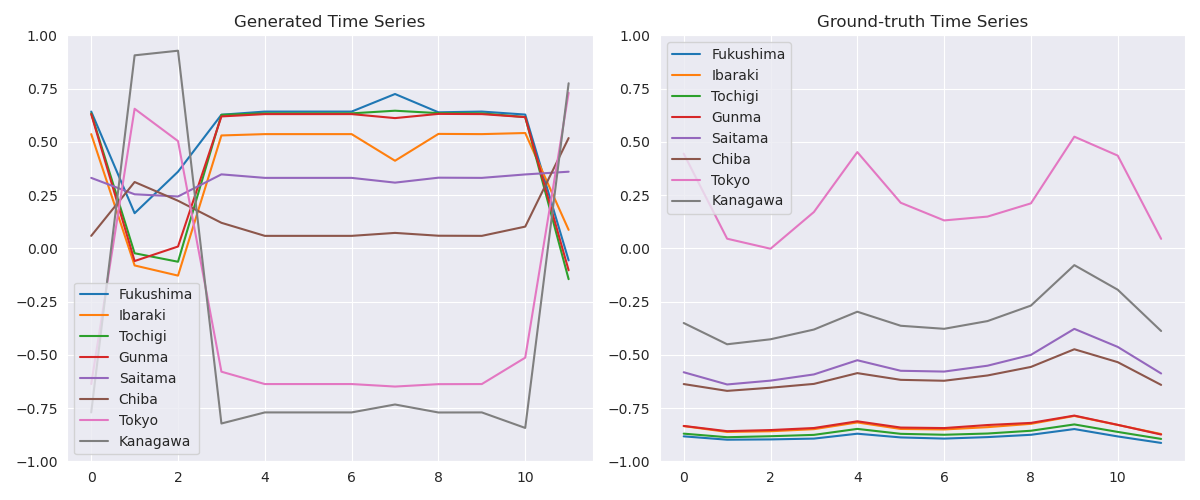 Generated Time Series
1.00
0.75
0.50
0.25
0.00
−0.25
−0.50
−0.75
−1.00
0 2 4 6 8 10
Fukushima
Ibaraki
Tochigi
Gunma
Saitama
Chiba
Tokyo
Kanagawa
Ground-truth Time Series
1.00
0.75
0.50
0.25
0.00
−0.25
−0.50
−0.75
−1.00
0 2 4 6 8 10
Fukushima
Ibaraki
Tochigi
Gunma
Saitama
Chiba
Tokyo
Kanagawa